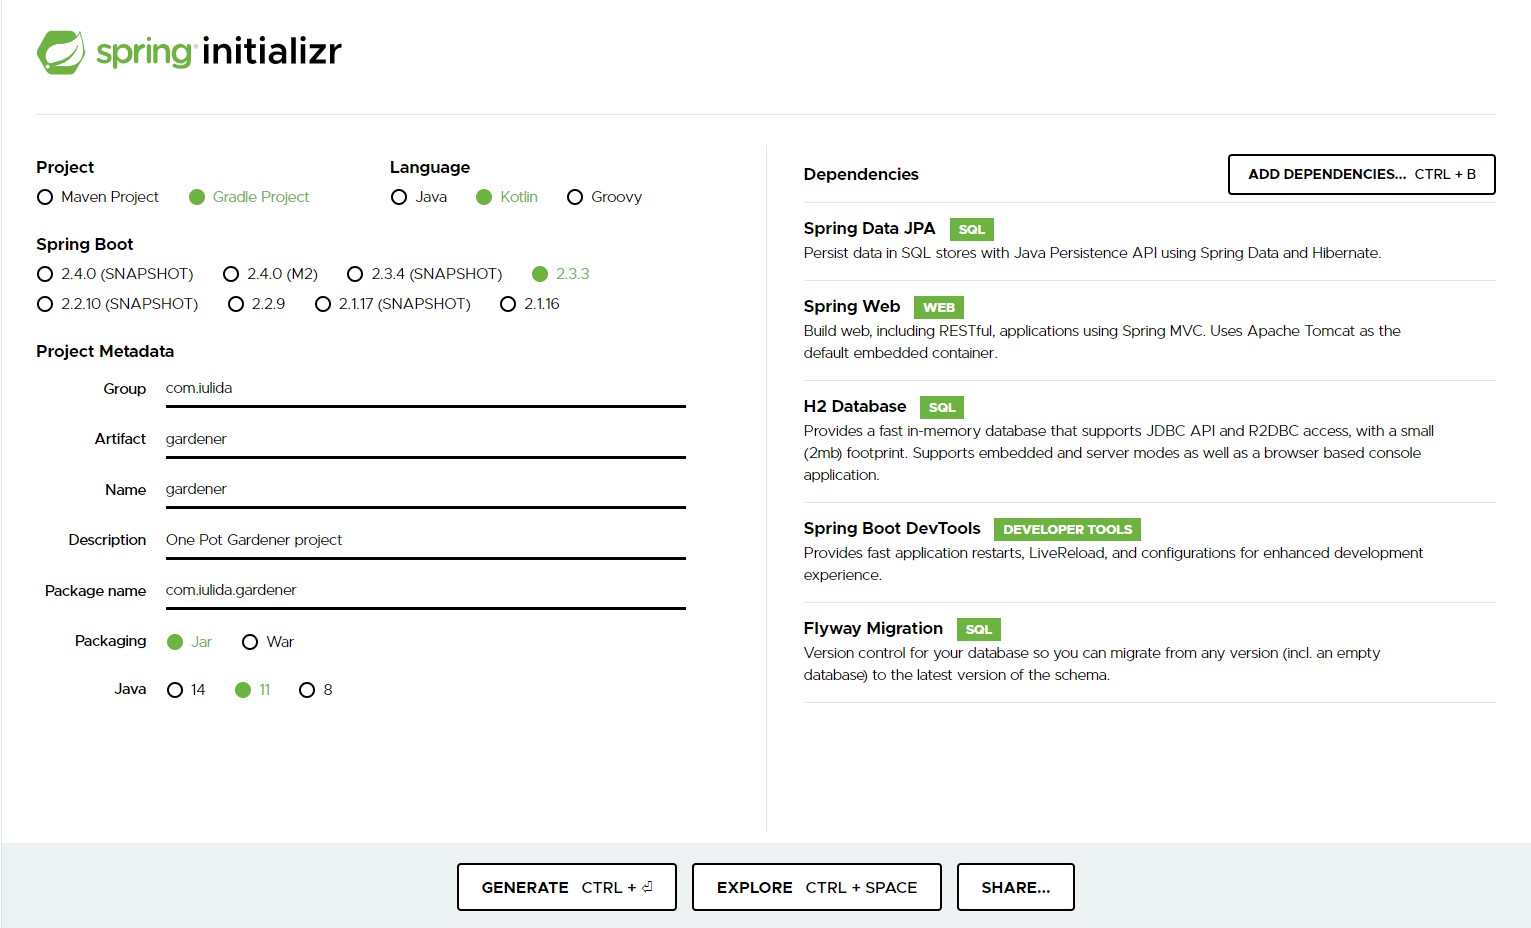 spring initializr
Project
Maven Project Gradle Project
Language
Java Kotlin Groovy
Spring Boot
2.4.0 (SNAPSHOT) 2.4.0 (M2) 2.3.4 (SNAPSHOT) 2.3.3
2.2.10 (SNAPSHOT) 2.2.9 2.1.17 (SNAPSHOT) 2.1.16
Project Metadata
Group com.iulida
Artifact gardener
Name gardener
Description One Pot Gardener project
Package name com.iulida.gardener
Packaging Jar War
Java 14 11 8
Dependencies
ADD DEPENDENCIES... CTRL + B
Spring Data JPA SQL
Persist data in SQL stores with Java Persistence API using Spring Data and Hibernate.
Spring Web WEB
Build web, including RESTful, applications using Spring MVC. Uses Apache Tomcat as the
default embedded container.
H2 Database SQL
Provides a fast in-memory database that supports JDBC API and R2DBC access, with a small
(2mb) footprint. Supports embedded and server modes as well as a browser based console
application.
Spring Boot DevTools DEVELOPER TOOLS
Provides fast application restarts, LiveReload, and configurations for enhanced development
experience.
Flyway Migration SQL
Version control for your database so you can migrate from any version (incl. an empty
database) to the latest version of the schema.
GENERATE CTRL + ⏎
EXPLORE CTRL + SPACE
SHARE...